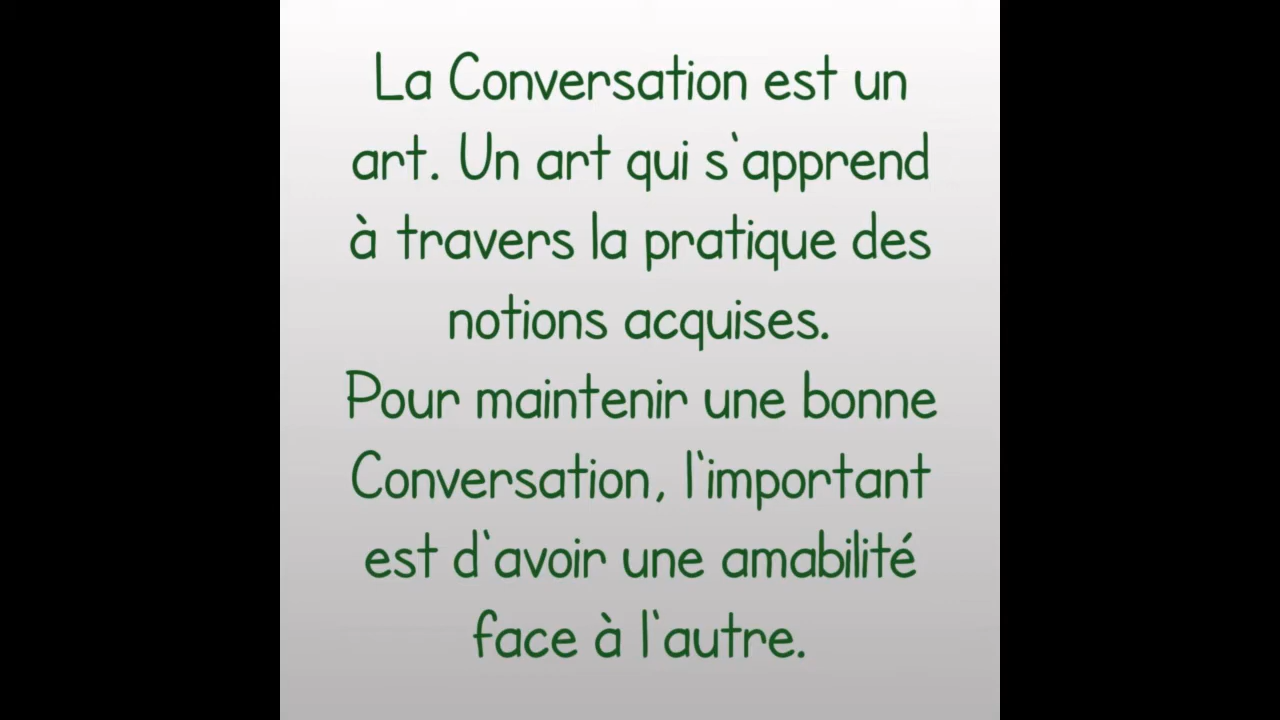 La Conversation est un
art. Un art qui s'apprend
à travers la pratique des
notions acquises.
Pour maintenir une bonne
Conversation, l'important
est d'avoir une amabilité
face à l'autre.